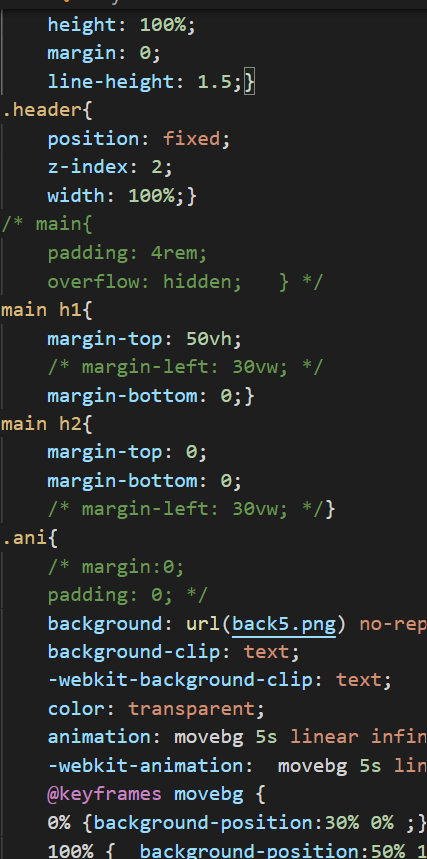 height: 100%;
margin: 0;
line-height: 1.5;}
.header{
position: fixed;
z-index: 2;
width: 100%;}
/* main{
padding: 4rem;
overflow: hidden;   } */
main h1{
margin-top: 50vh;
/* margin-left: 30vw; */
margin-bottom: 0;}
main h2{
margin-top: 0;
margin-bottom: 0;
/* margin-left: 30vw; */}
.ani{
/* margin:0;
padding: 0; */
background: url(back5.png) no-rep
background-clip: text;
-webkit-background-clip: text;
color: transparent;
animation: movebg 5s linear infin
-webkit-animation:  movebg 5s lin
@keyframes movebg {
0% {background-position:30% 0% ;}
100% {  background-position:50% 1